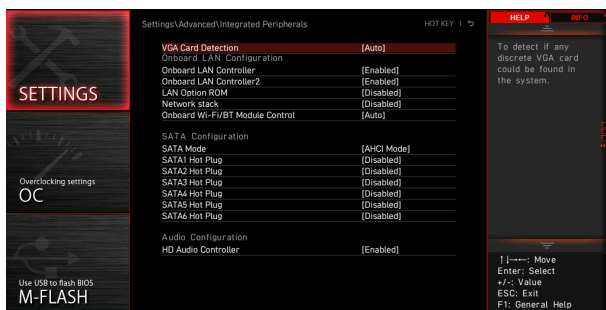 Settings\Advanced\Integrated Peripherals
HOT KEY | ⮌
VGA Card Detection [Auto]
Onboard LAN Configuration
Onboard LAN Controller [Enabled]
Onboard LAN Controller2 [Enabled]
LAN Option ROM [Disabled]
Network stack [Disabled]
Onboard Wi-Fi/BT Module Control [Auto]
SATA Configuration
SATA Mode [AHCI Mode]
SATA1 Hot Plug [Disabled]
SATA2 Hot Plug [Disabled]
SATA3 Hot Plug [Disabled]
SATA4 Hot Plug [Disabled]
SATA5 Hot Plug [Disabled]
SATA6 Hot Plug [Disabled]
Audio Configuration
HD Audio Controller [Enabled]
SETTINGS
Overclocking settings
OC
Use USB to flash BIOS
M-FLASH
HELP
INFO
To detect if any
discrete VGA card
could be found in
the system.
↑↓→←: Move
Enter: Select
+/-: Value
ESC: Exit
F1: General Help